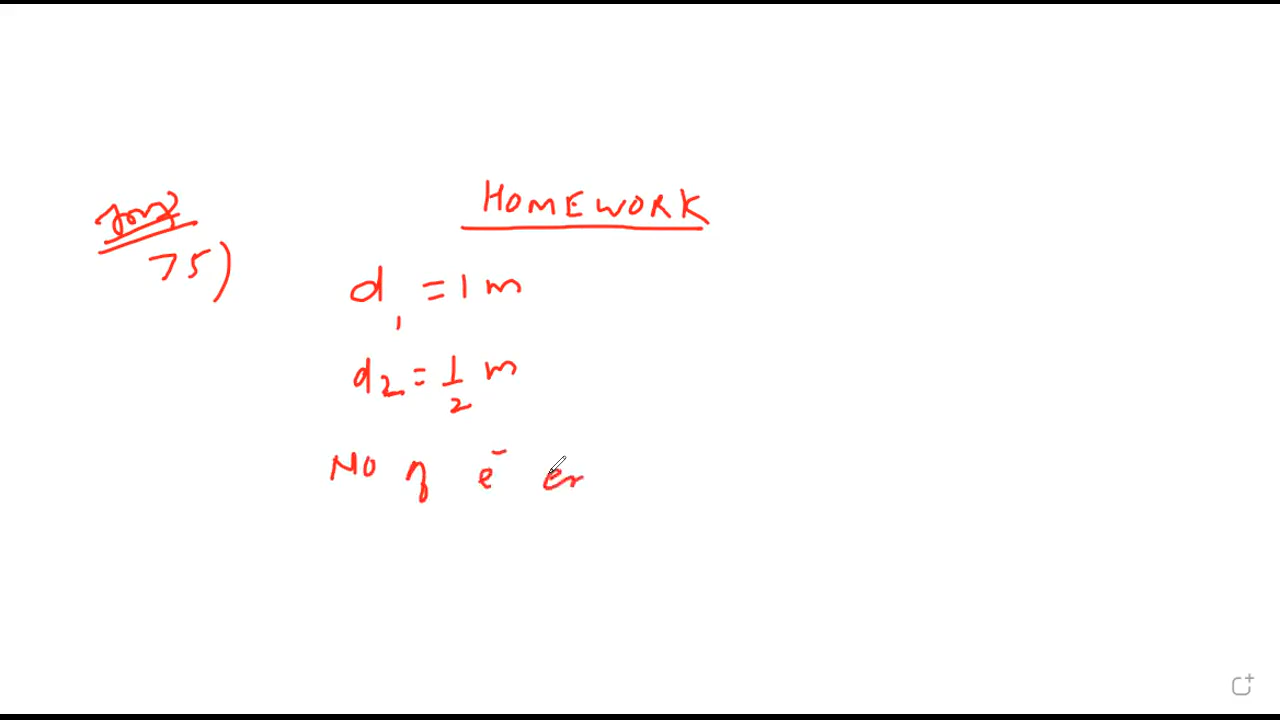 HOMEWORK
75)
d₁ = 1 m
d₂ = 1/2 m
No of e⁻